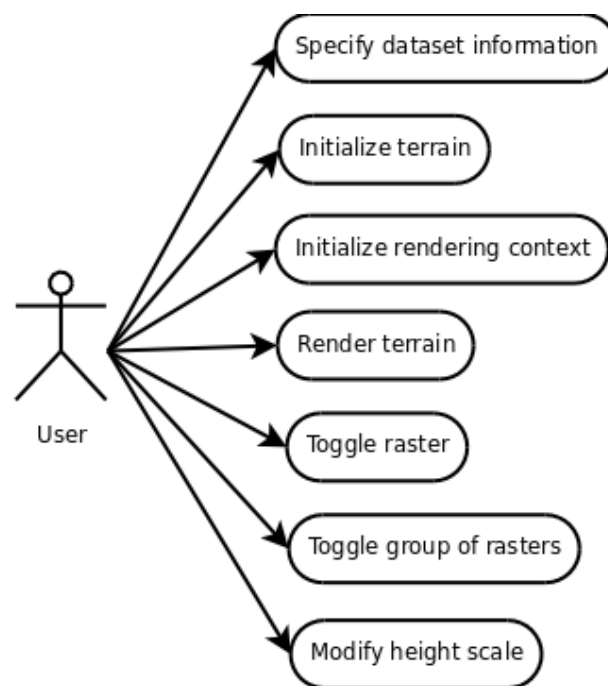 Specify dataset information
Initialize terrain
Initialize rendering context
Render terrain
User
Toggle raster
Toggle group of rasters
Modify height scale